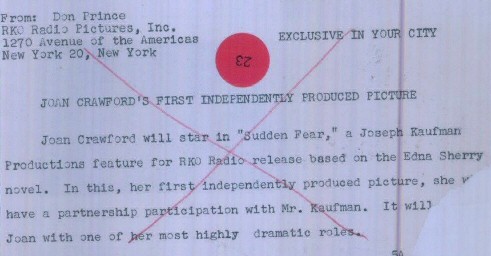 From: Don Prince
RKO Radio Pictures, Inc.
1270 Avenue of the Americas
New York 20, New York
EXCLUSIVE IN YOUR CITY
23
JOAN CRAWFORD'S FIRST INDEPENDENTLY PRODUCED PICTURE
Joan Crawford will star in "Sudden Fear," a Joseph Kaufman
Productions feature for RKO Radio release based on the Edna Sherry
novel. In this, her first independently produced picture, she
have a partnership participation with Mr. Kaufman. It will
Joan with one of her most highly dramatic roles.